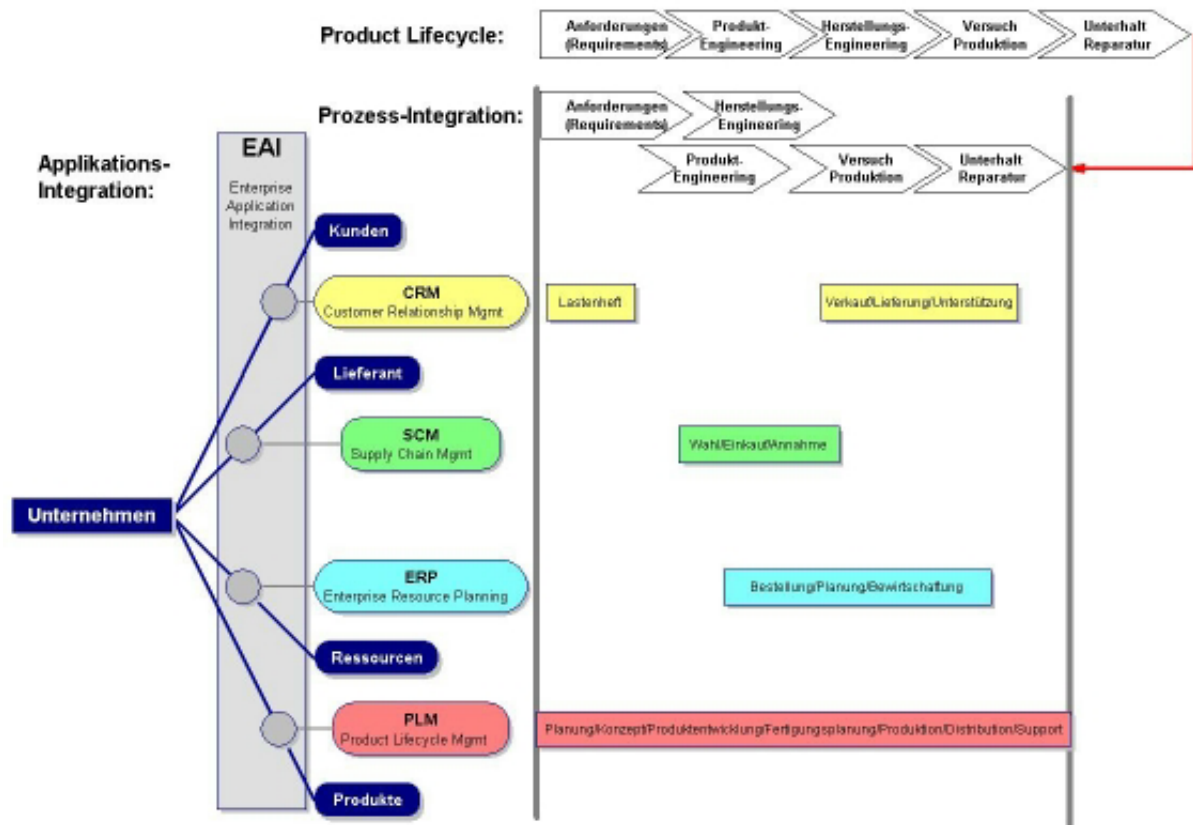 Product Lifecycle:
Anforderungen
(Requirements)
Produkt-
Engineering
Herstellungs-
Engineering
Versuch
Produktion
Unterhalt
Reparatur
Prozess-Integration:
Anforderungen
(Requirements)
Herstellungs-
Engineering
Produkt-
Engineering
Versuch
Produktion
Unterhalt
Reparatur
Applikations-
Integration:
EAI
Enterprise
Application
Integration
Kunden
CRM
Customer Relationship Mgmt
Lastenheft
Verkauf/Lieferung/Unterstützung
Lieferant
SCM
Supply Chain Mgmt
Wahl/Einkauf/Annahme
Unternehmen
ERP
Enterprise Resource Planning
Bestellung/Planung/Bewirtschaftung
Ressourcen
PLM
Product Lifecycle Mgmt
Planung/Konzept/Produktentwicklung/Fertigungsplanung/Produktion/Distribution/Support
Produkte